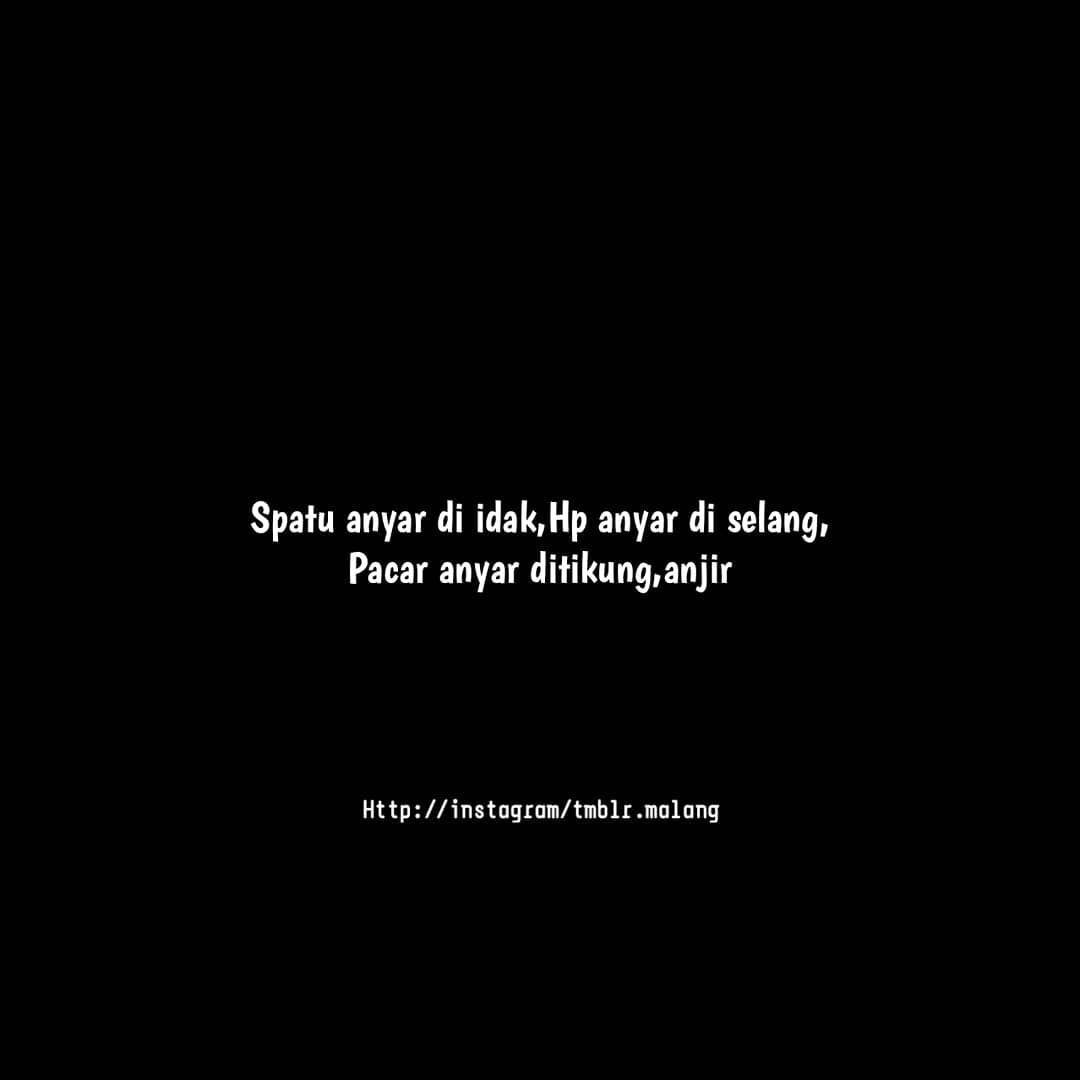 Spatu anyar di idak,Hp anyar di selang,
Pacar anyar ditikung,anjir
Http://instagram/tmblr.malang